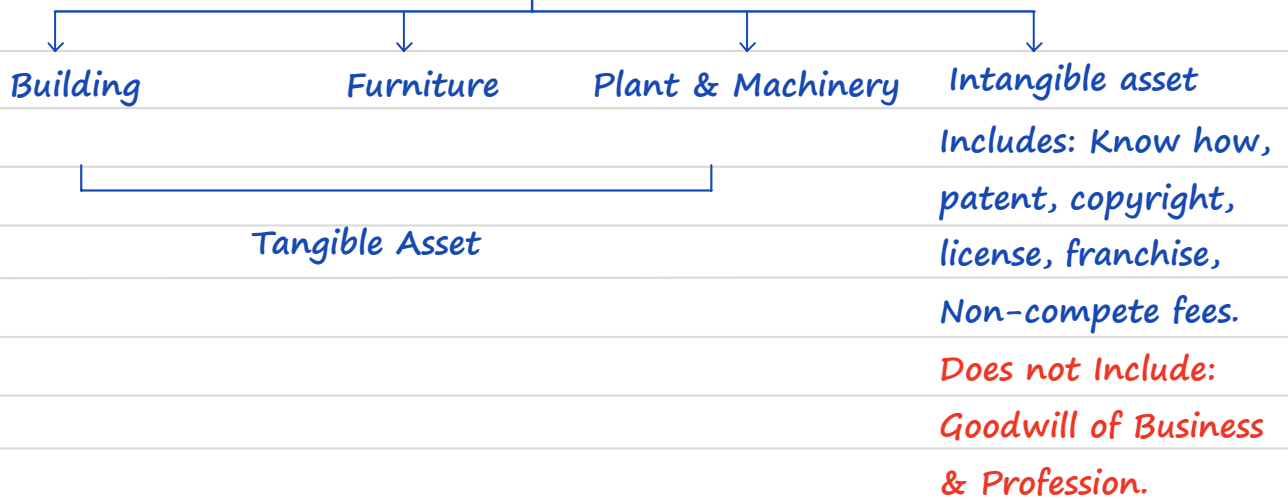 Building Furniture Plant & Machinery Intangible asset
Includes: Know how,
patent, copyright,
Tangible Asset
license, franchise,
Non-compete fees.
Does not Include:
Goodwill of Business
& Profession.